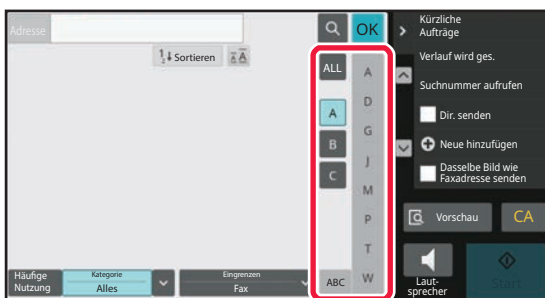 Adresse
OK
Kürzliche
Aufträge
Sortieren
Verlauf wird ges.
ALL
A
Suchnummer aufrufen
D
A
Dir. senden
G
B
Neue hinzufügen
J
C
Dasselbe Bild wie
Faxadresse senden
M
P
Vorschau
CA
T
Häufige
Nutzung
Kategorie
Alles
Eingrenzen
Fax
ABC
W
Laut-
sprecher
Start